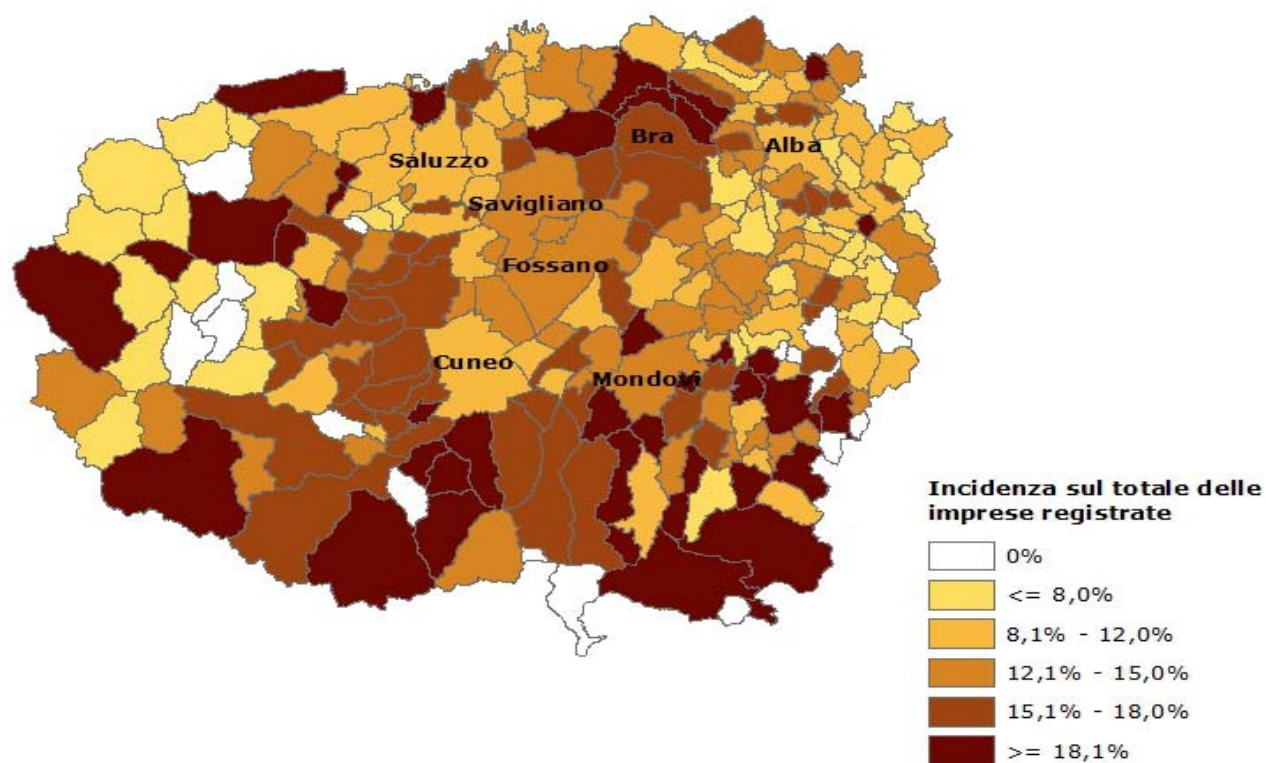 Bra
Alba
Saluzzo
Savigliano
Fossano
Cuneo
Mondovì
Incidenza sul totale delle
imprese registrate
0%
<= 8,0%
8,1% - 12,0%
12,1% - 15,0%
15,1% - 18,0%
>= 18,1%